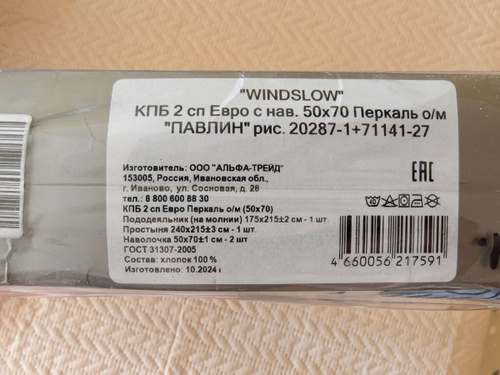 "WINDSLOW"
КПБ 2 сп Евро с нав. 50х70 Перкаль о/м
"ПАВЛИН" рис. 20287-1+71141-27
Изготовитель: ООО "АЛЬФА-ТРЕЙД"
153005, Россия, Ивановская обл.,
г. Иваново, ул. Сосновая, д. 28
тел.: 8 800 600 88 30
КПБ 2 сп Евро Перкаль о/м (50х70)
Пододеяльник (на молнии) 175х215±2 см - 1 шт.
Простыня 240х215±3 см - 1 шт.
Наволочка 50х70±1 см - 2 шт
ГОСТ 31307-2005
Состав: хлопок 100 %
Изготовлено: 10.2024 г
ЕАС
4 660056 217591